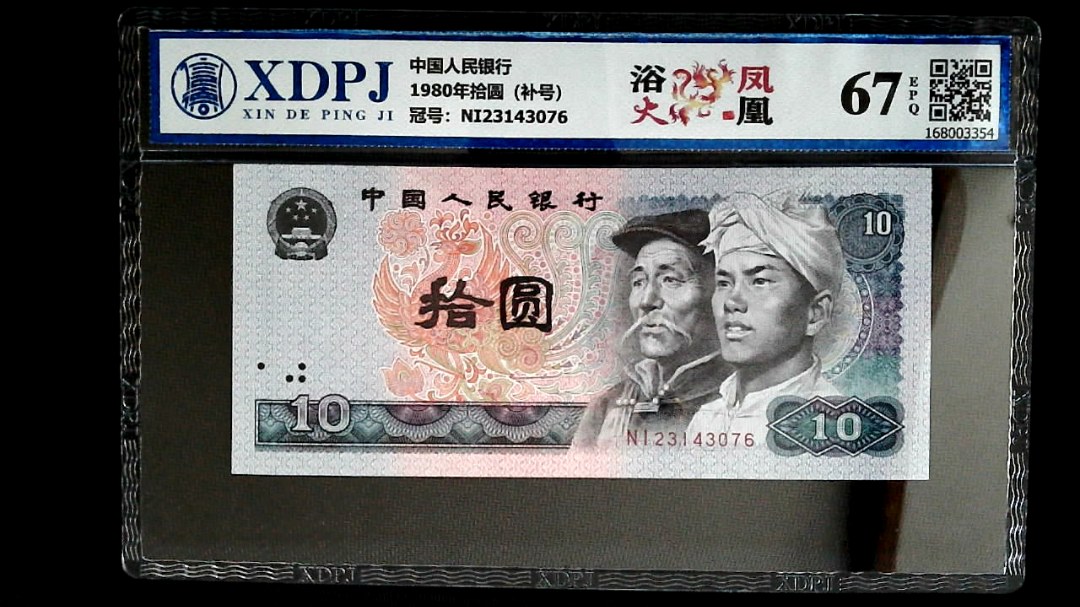 XDPJ
XIN DE PING JI
中国人民银行
1980年拾圆（补号）
冠号：NI23143076
浴火凤凰
67
EPQ
168003354
中国人民银行
10
拾圆
10
NI23143076
10
XDPJ XDPJ XDPJ